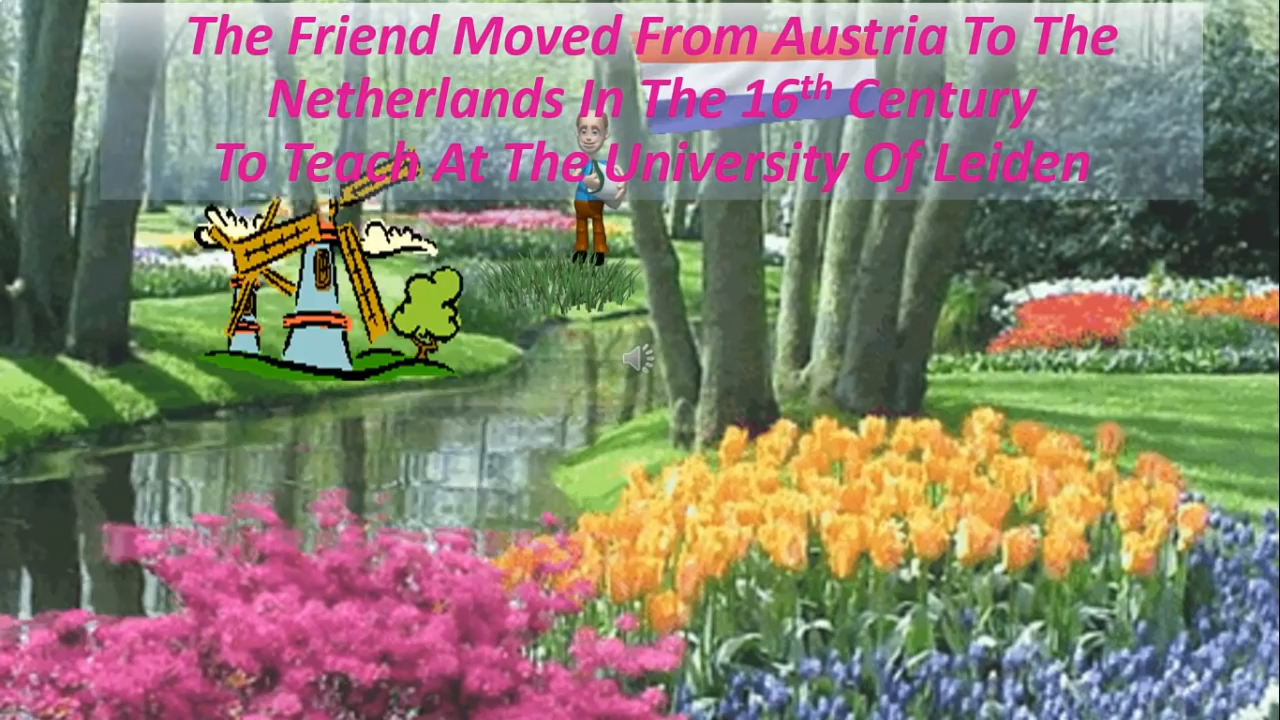 The Friend Moved From Austria To The
Netherlands In The 16th Century
To Teach At The University Of Leiden